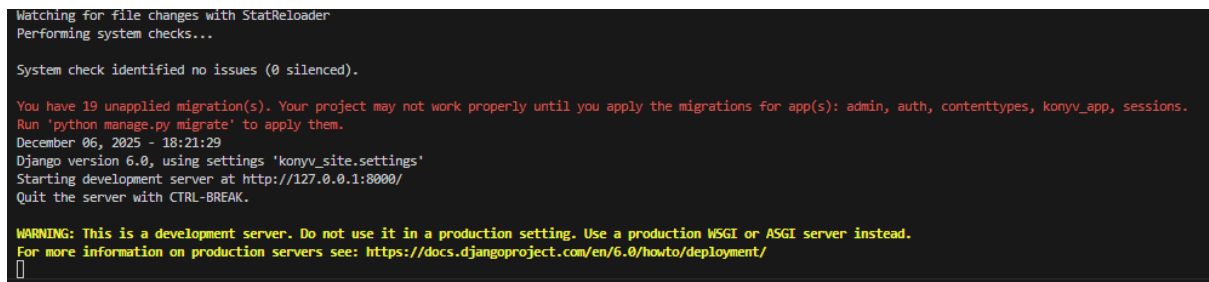 Watching for file changes with StatReloader
Performing system checks...
System check identified no issues (0 silenced).
You have 19 unapplied migration(s). Your project may not work properly until you apply the migrations for app(s): admin, auth, contenttypes, konyv_app, sessions.
Run 'python manage.py migrate' to apply them.
December 06, 2025 - 18:21:29
Django version 6.0, using settings 'konyv_site.settings'
Starting development server at http://127.0.0.1:8000/
Quit the server with CTRL-BREAK.
WARNING: This is a development server. Do not use it in a production setting. Use a production WSGI or ASGI server instead.
For more information on production servers see: https://docs.djangoproject.com/en/6.0/howto/deployment/